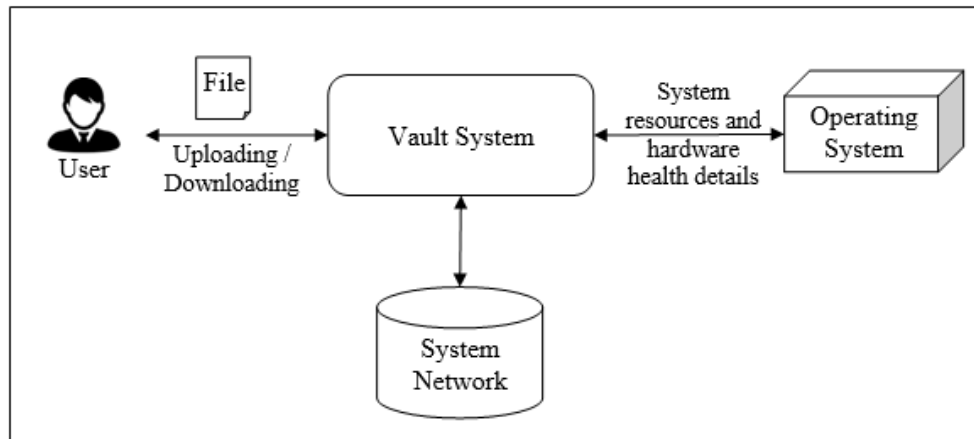 File
User
Uploading /
Downloading
Vault System
System
resources and
hardware
health details
Operating
System
System
Network